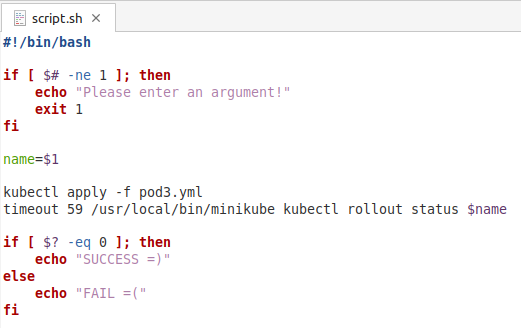 script.sh ×
#!/bin/bash
if [ $# -ne 1 ]; then
    echo "Please enter an argument!"
    exit 1
fi
name=$1
kubectl apply -f pod3.yml
timeout 59 /usr/local/bin/minikube kubectl rollout status $name
if [ $? -eq 0 ]; then
    echo "SUCCESS =)"
else
    echo "FAIL =("
fi